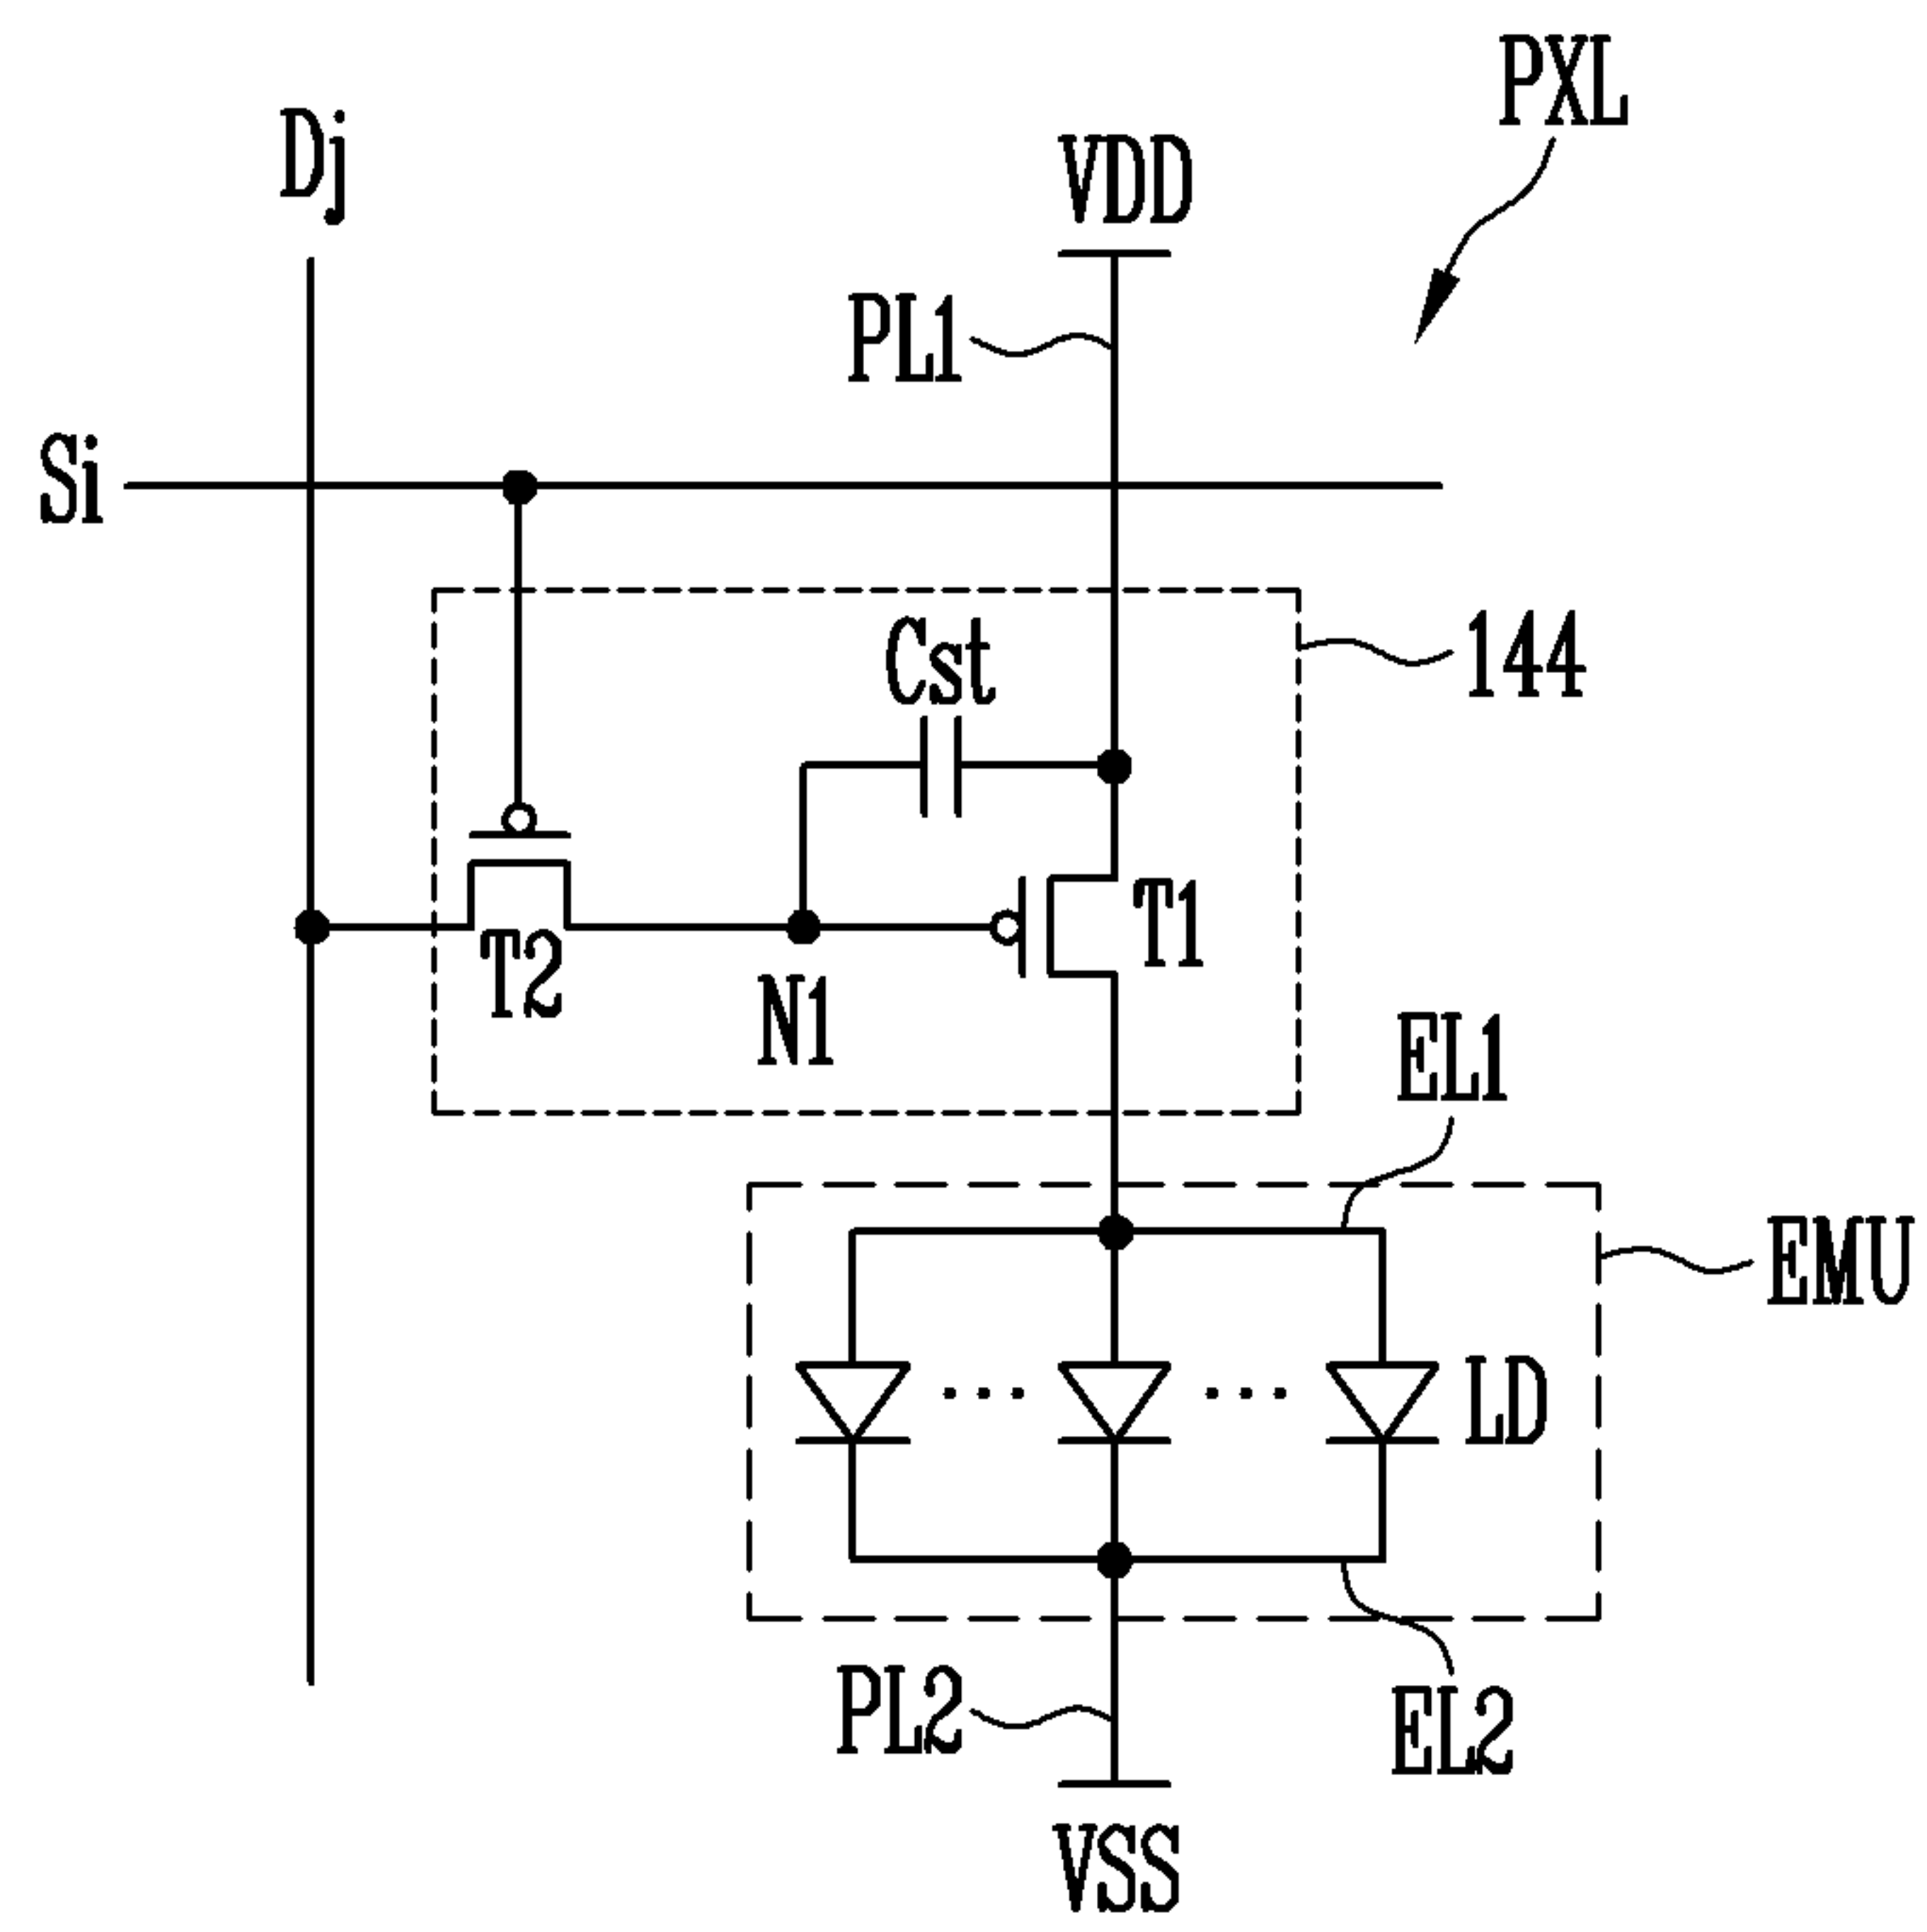 PXL
Dj
VDD
PL1
Si
Cst
144
T1
T2
N1
EL1
EMU
LD
PL2
EL2
VSS